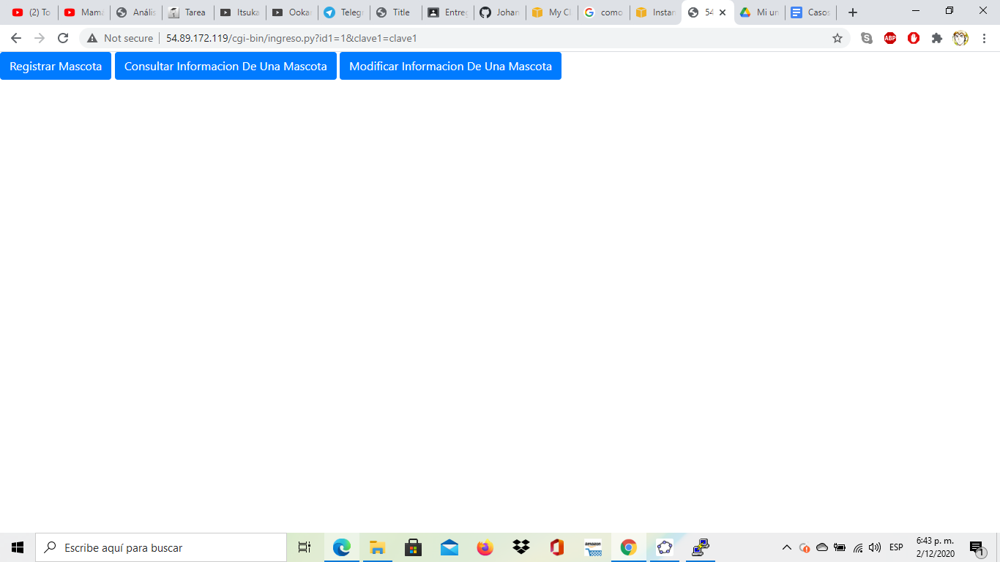 (2) To Mamá Anális Tarea Itsuka Ooka Telegr Title Entreg Johan My Cl como Instan 54 Mi un Casos
Not secure 54.89.172.119/cgi-bin/ingreso.py?id1=1&clave1=clave1 ABP
Registrar Mascota Consultar Informacion De Una Mascota Modificar Informacion De Una Mascota
Escribe aquí para buscar amazon ESP 6:43 p. m.
2/12/2020 1